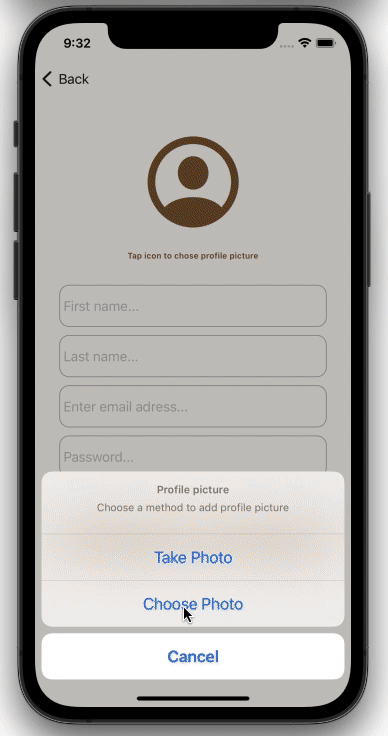 9:32
Back
Tap icon to chose profile picture
First name...
Last name...
Enter email adress...
Password...
Profile picture
Choose a method to add profile picture
Take Photo
Choose Photo
Cancel